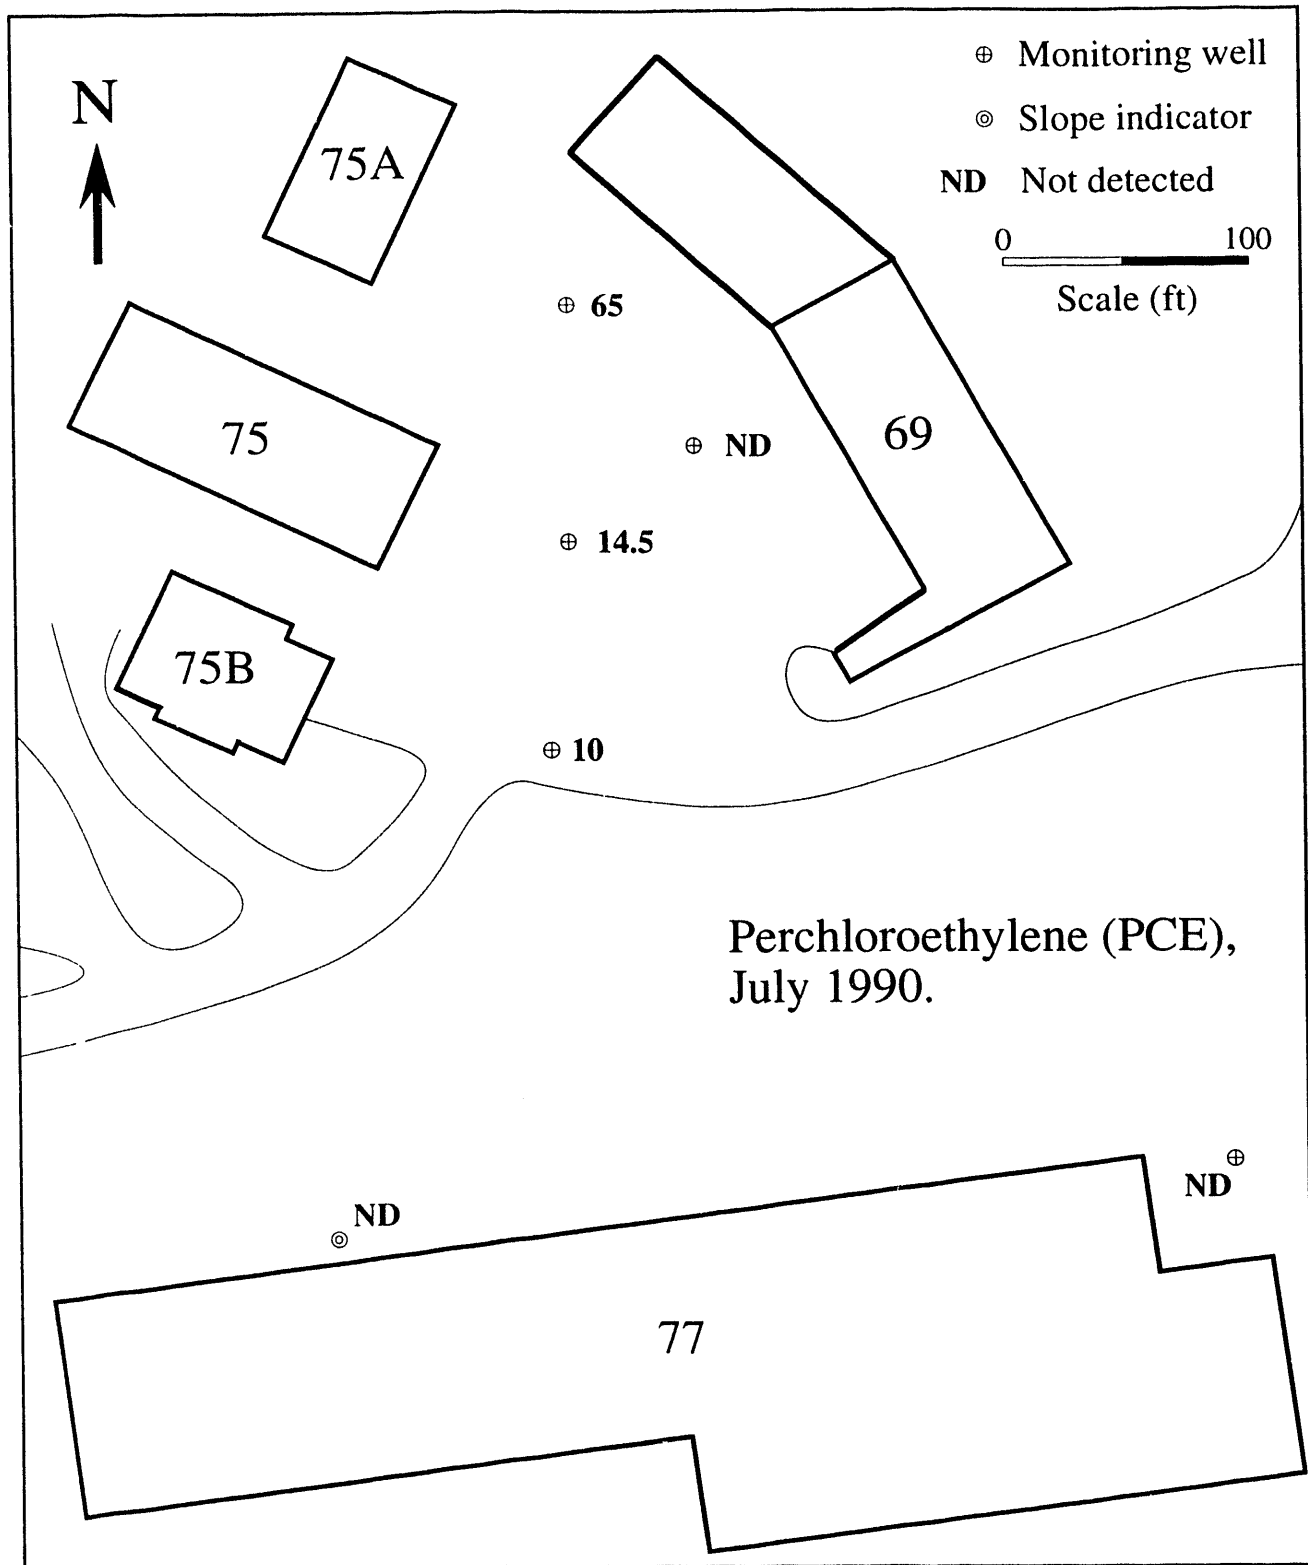 N
⊕ Monitoring well
◎ Slope indicator
ND Not detected
0 100
Scale (ft)
75A
65
75
ND
69
14.5
75B
10
Perchloroethylene (PCE),
July 1990.
ND
ND
77